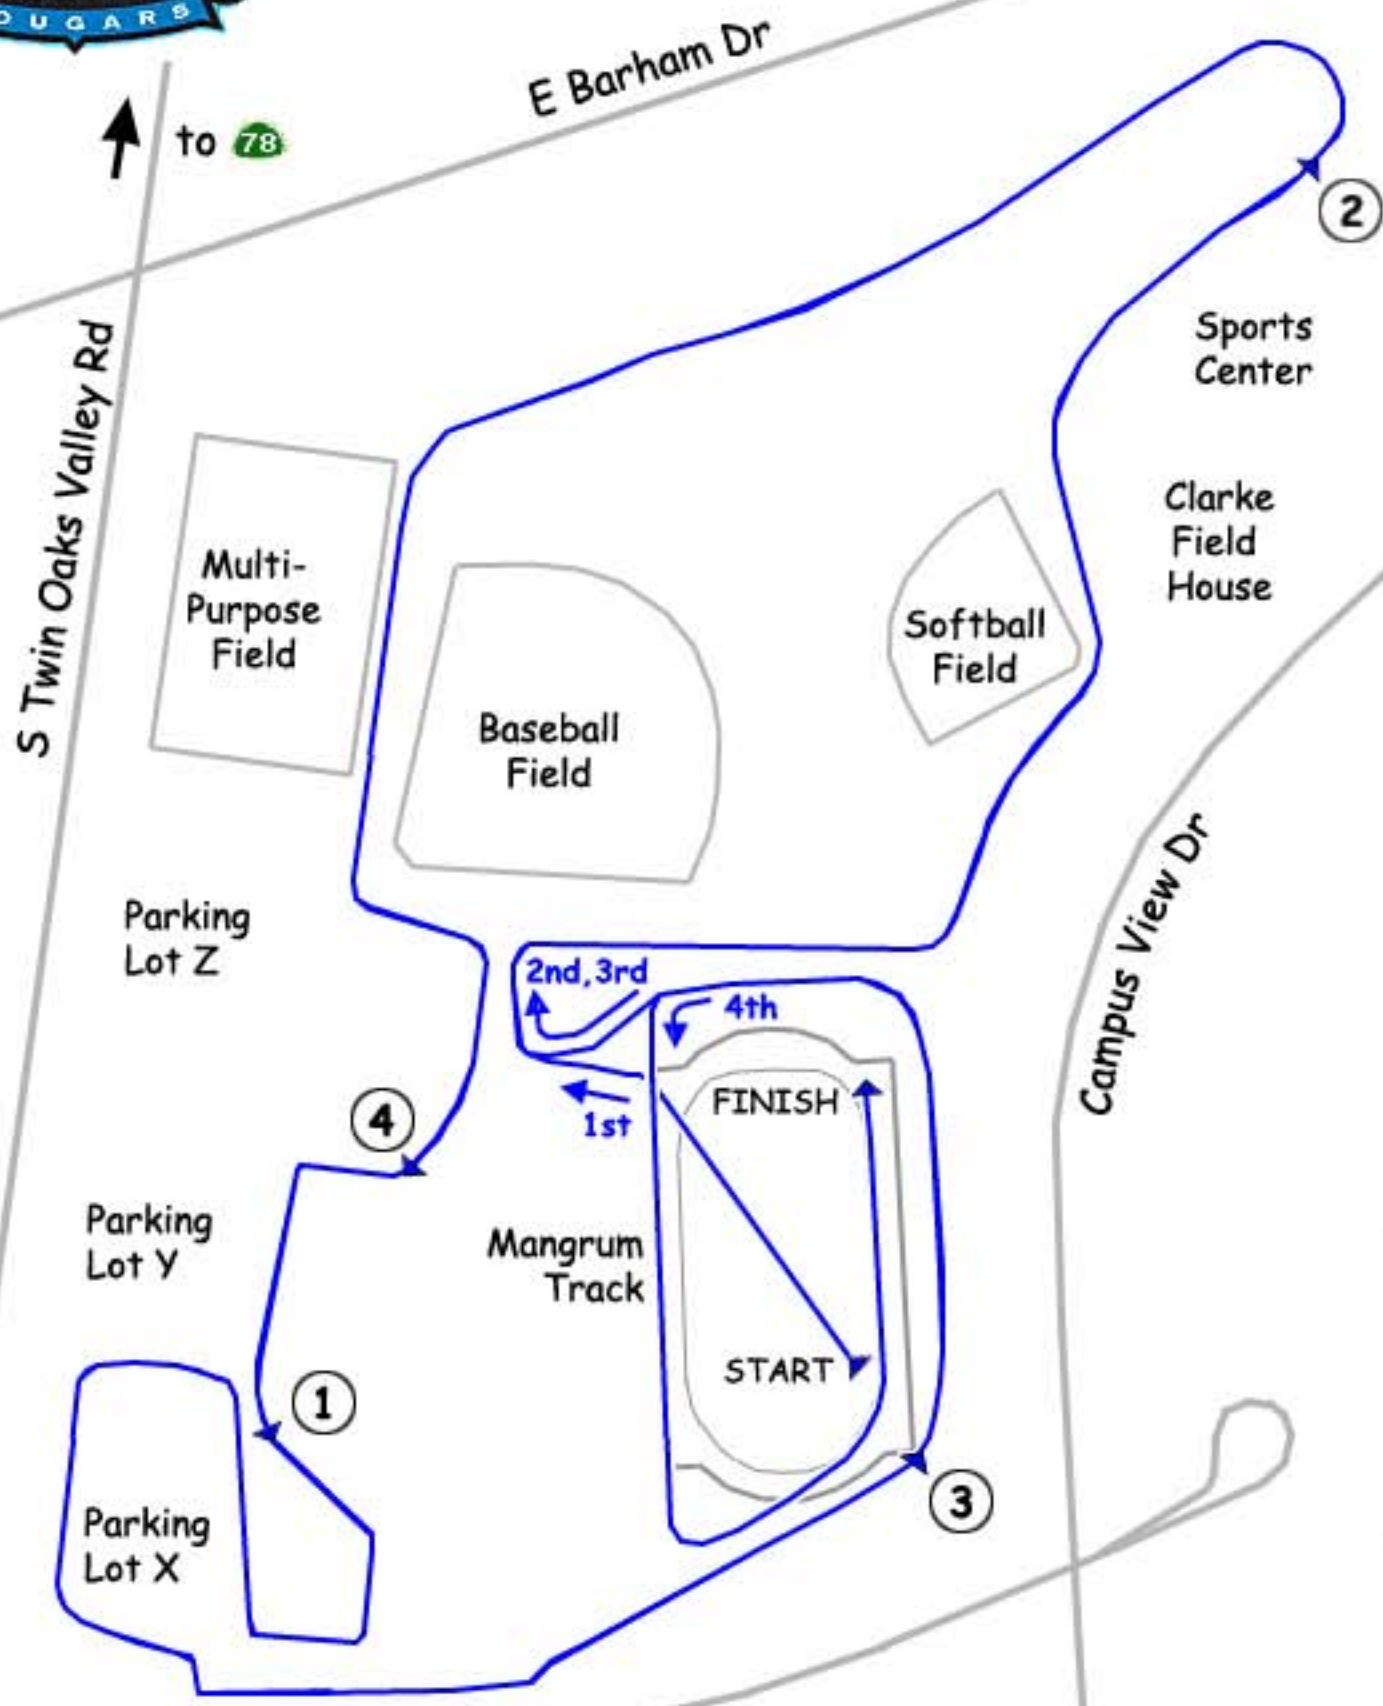 OUGARS
E Barham Dr
to 78
2
S Twin Oaks Valley Rd
Sports
Center
Clarke
Field
House
Multi-
Purpose
Field
Softball
Field
Baseball
Field
Campus View Dr
Parking
Lot Z
2nd,3rd
4th
FINISH
1st
4
Parking
Lot Y
Mangrum
Track
START
1
3
Parking
Lot X